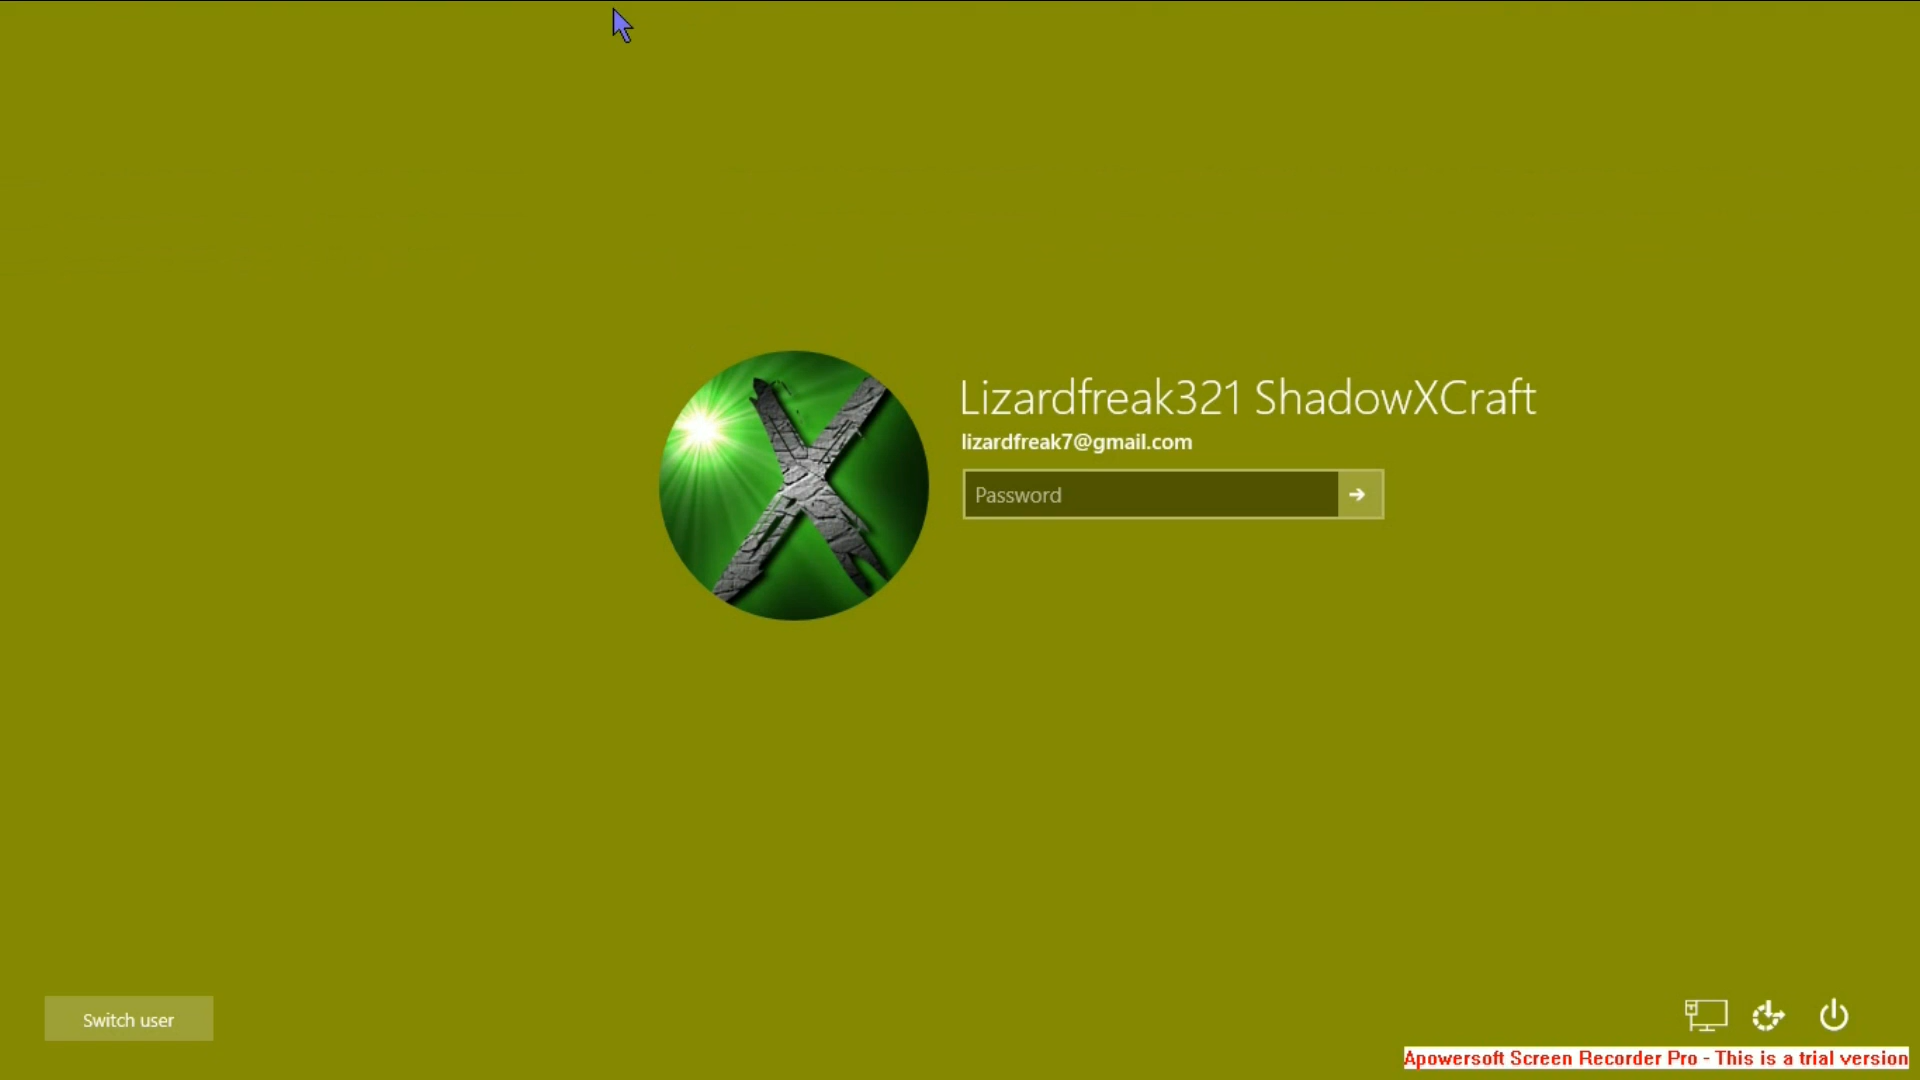 Lizardfreak321 ShadowXCraft
lizardfreak7@gmail.com
Password
Switch user
Apowersoft Screen Recorder Pro - This is a trial version